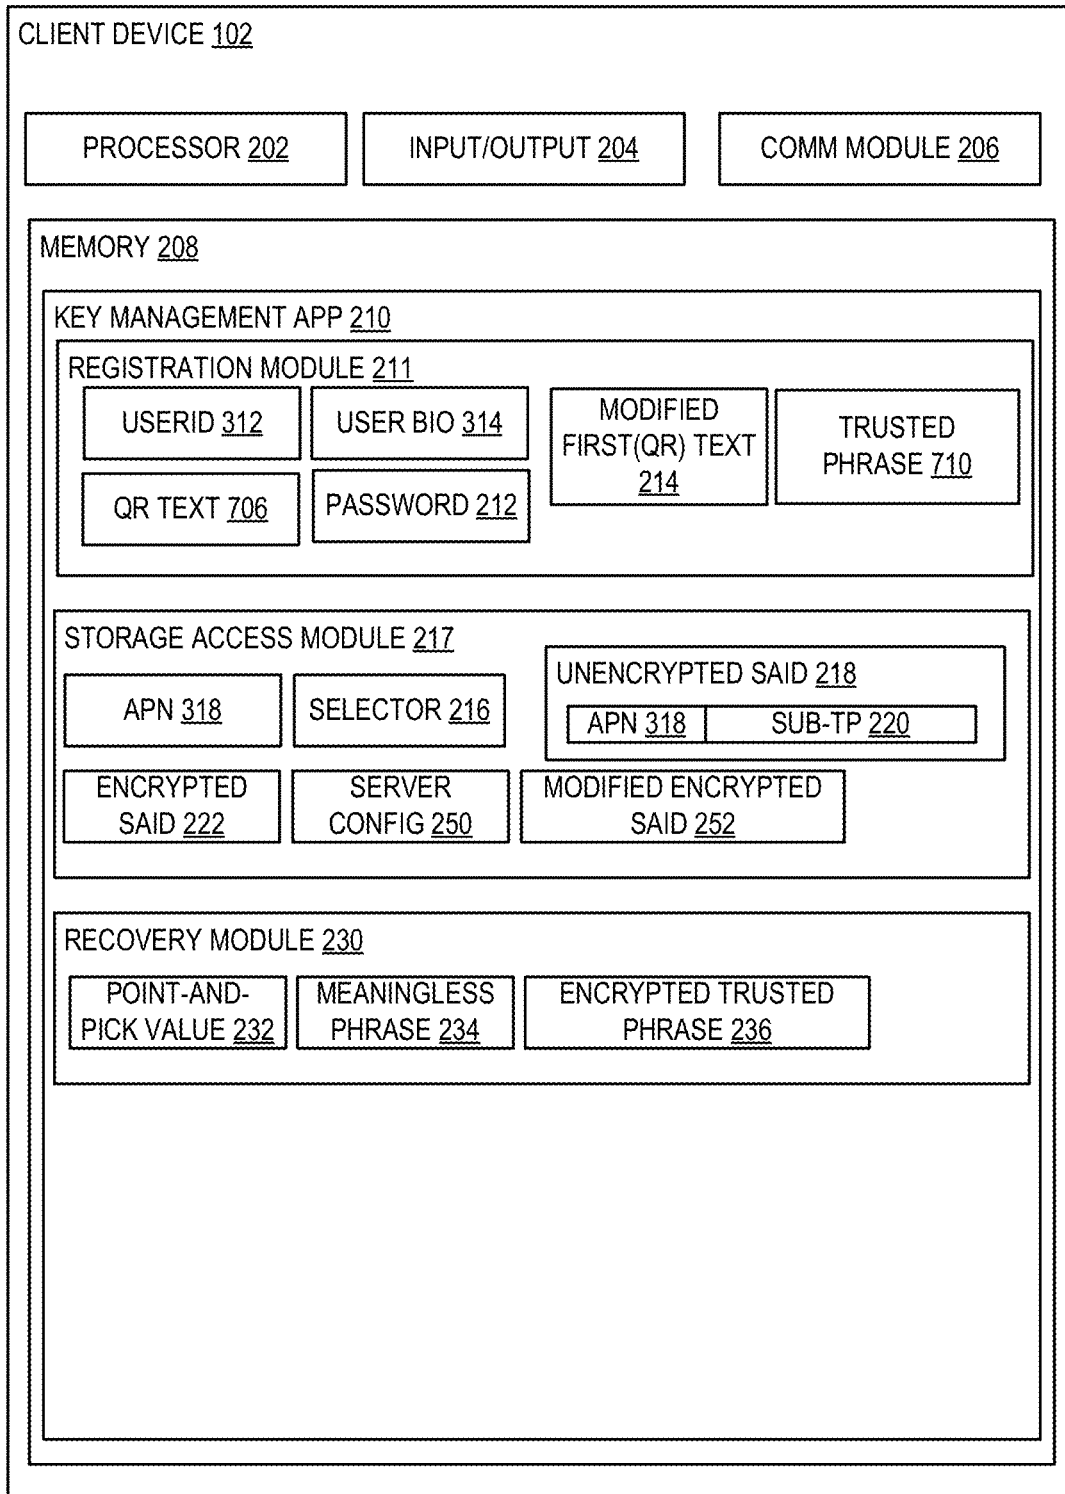 CLIENT DEVICE 102
PROCESSOR 202
INPUT/OUTPUT 204
COMM MODULE 206
MEMORY 208
KEY MANAGEMENT APP 210
REGISTRATION MODULE 211
USERID 312
USER BIO 314
MODIFIED
FIRST(QR) TEXT
214
TRUSTED
PHRASE 710
QR TEXT 706
PASSWORD 212
STORAGE ACCESS MODULE 217
APN 318
SELECTOR 216
UNENCRYPTED SAID 218
APN 318
SUB-TP 220
ENCRYPTED
SAID 222
SERVER
CONFIG 250
MODIFIED ENCRYPTED
SAID 252
RECOVERY MODULE 230
POINT-AND-
PICK VALUE 232
MEANINGLESS
PHRASE 234
ENCRYPTED TRUSTED
PHRASE 236